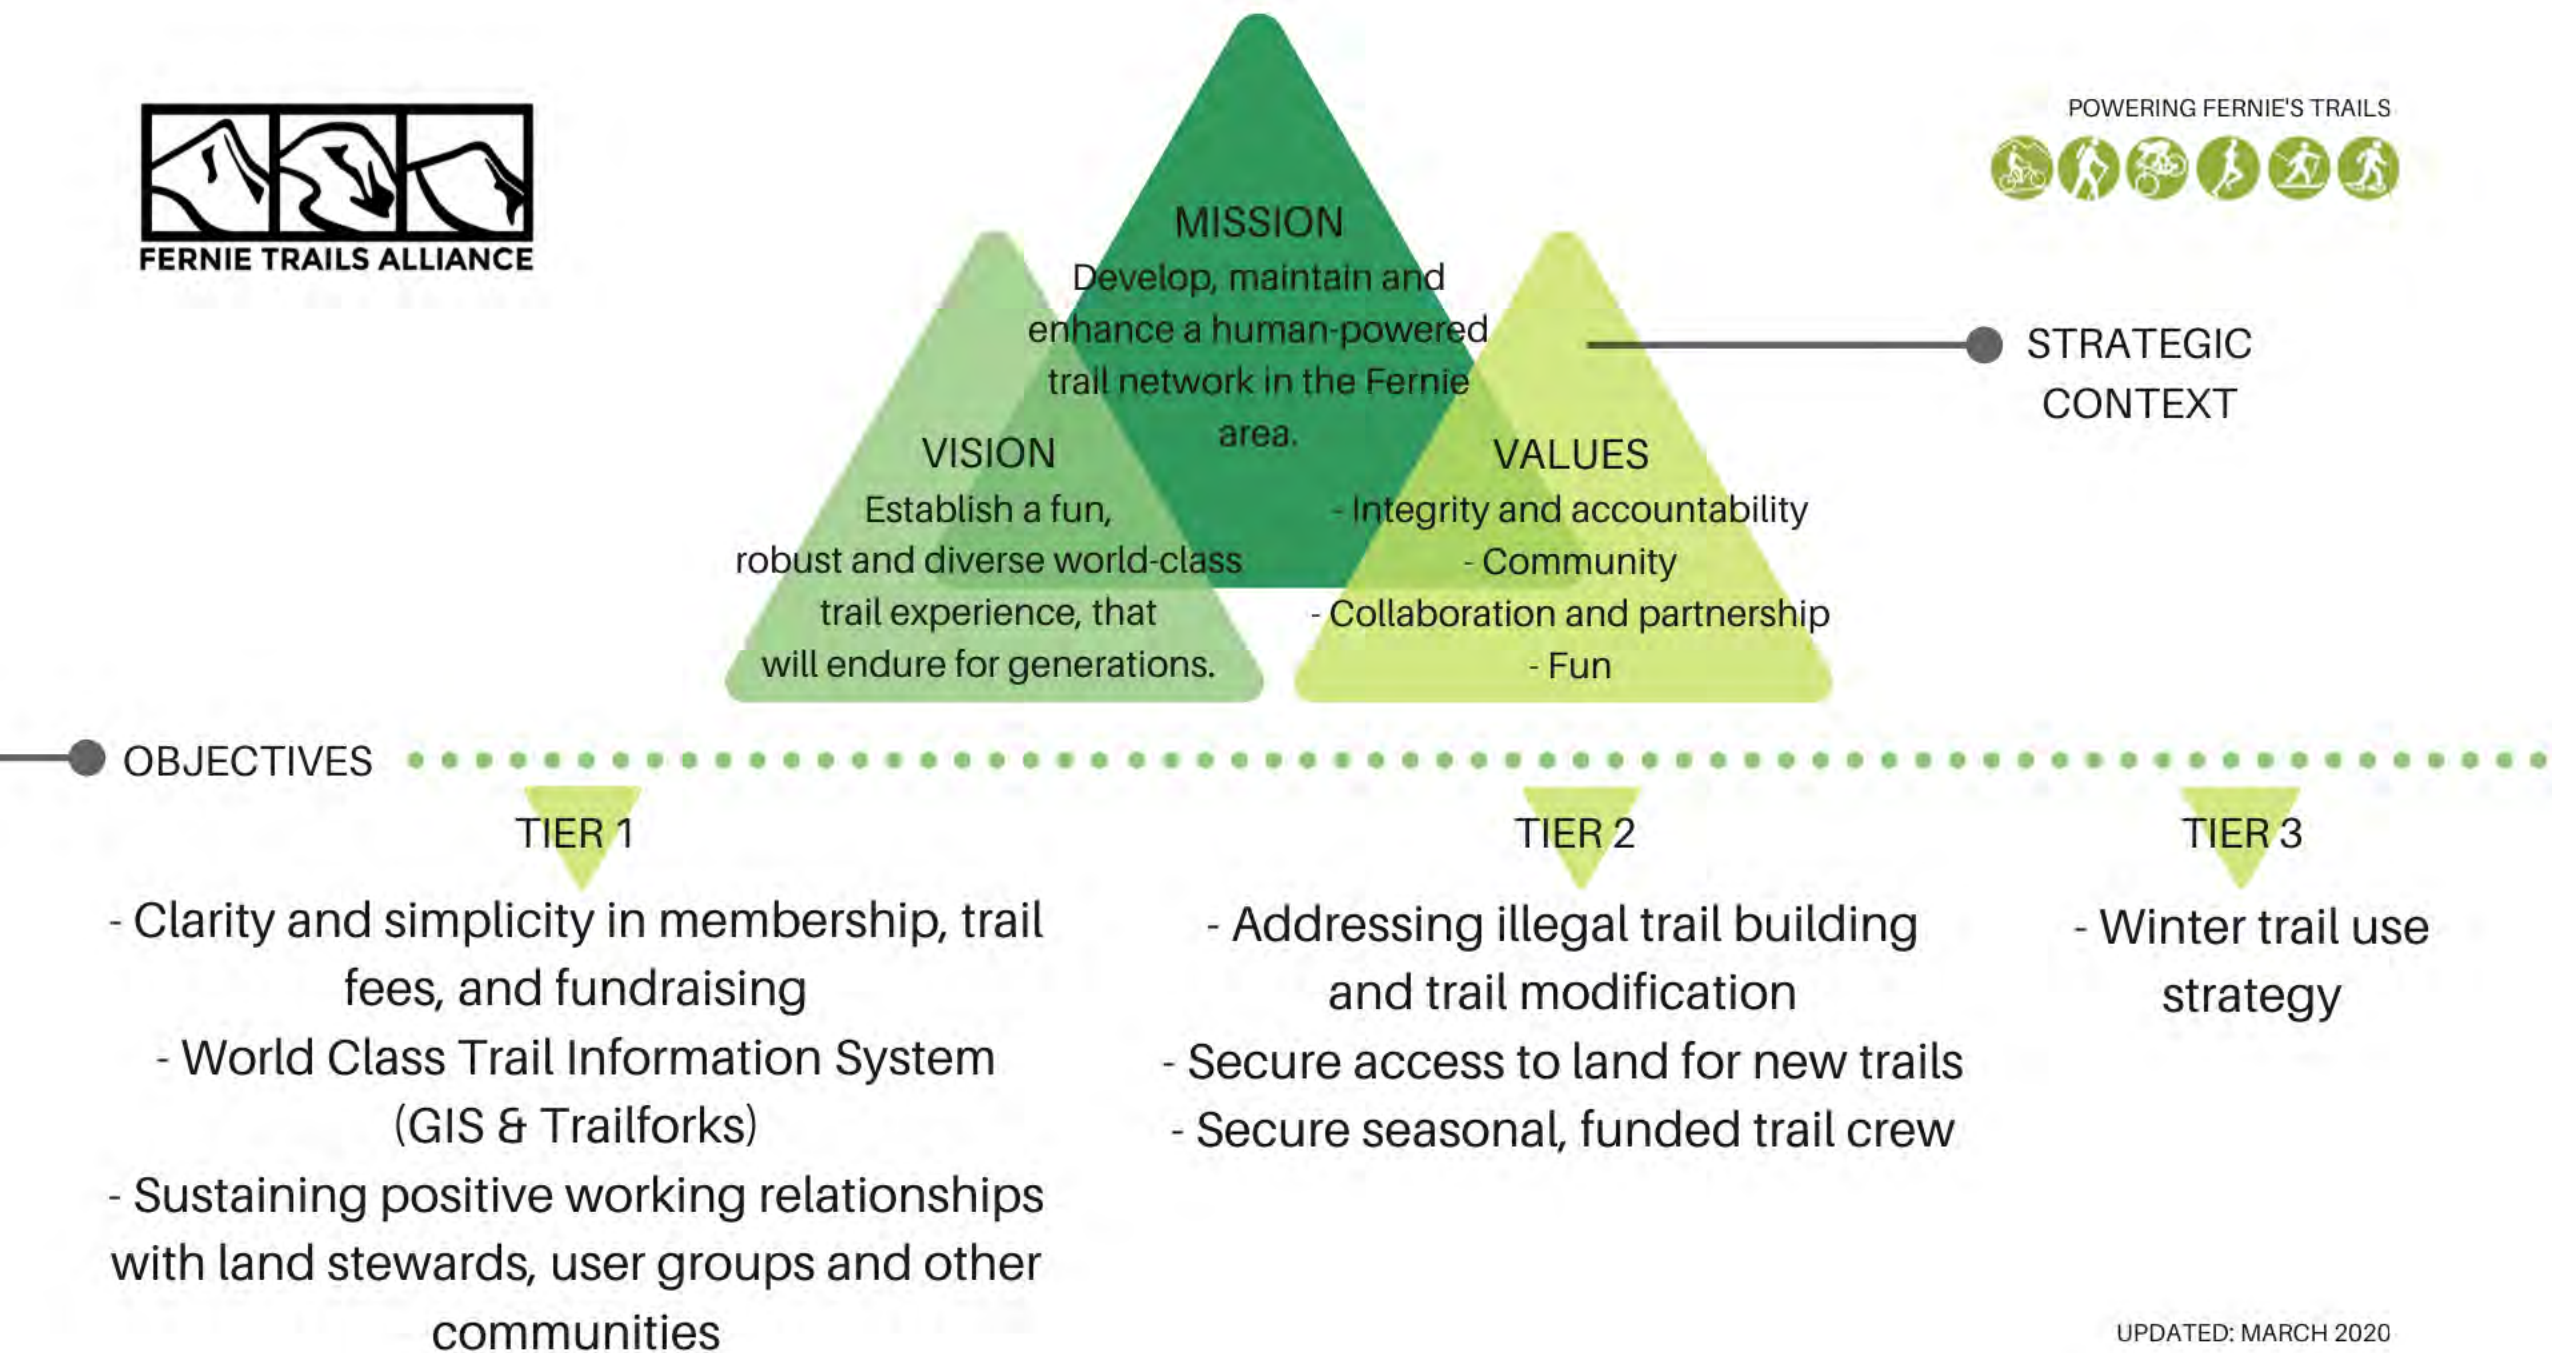 FERNIE TRAILS ALLIANCE
POWERING FERNIE'S TRAILS
MISSION
Develop, maintain and
enhance a human-powered
trail network in the Fernie
area.
STRATEGIC
CONTEXT
VISION
Establish a fun,
robust and diverse world-class
trail experience, that
will endure for generations.
VALUES
- Integrity and accountability
- Community
- Collaboration and partnership
- Fun
OBJECTIVES
TIER 1
- Clarity and simplicity in membership, trail
fees, and fundraising
- World Class Trail Information System
(GIS & Trailforks)
- Sustaining positive working relationships
with land stewards, user groups and other
communities
TIER 2
- Addressing illegal trail building
and trail modification
- Secure access to land for new trails
- Secure seasonal, funded trail crew
TIER 3
- Winter trail use
strategy
UPDATED: MARCH 2020